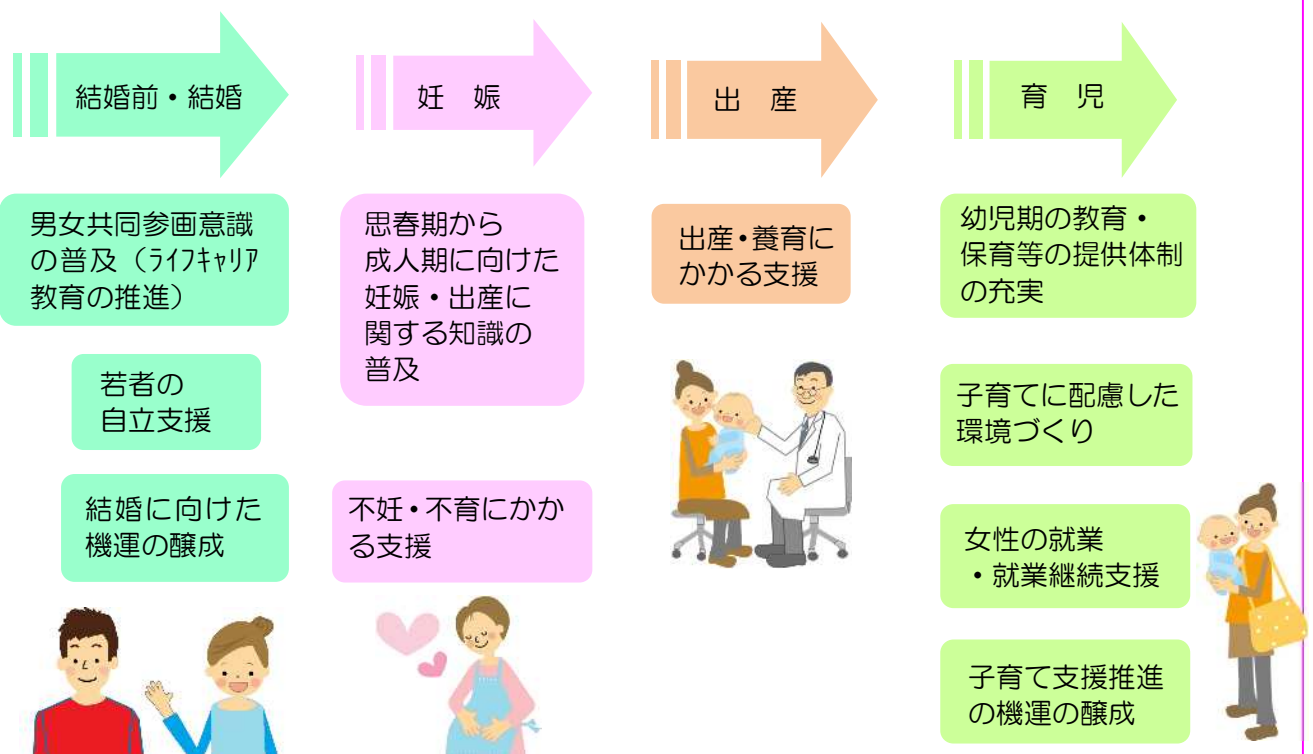 結婚前・結婚
男女共同参画意識
の普及(ﾗｲﾌｷｬﾘｱ
教育の推進)
若者の
自立支援
結婚に向けた
機運の醸成
妊 娠
思春期から
成人期に向けた
妊娠・出産に
関する知識の
普及
不妊・不育にかか
る支援
出 産
出産・養育に
かかる支援
育 児
幼児期の教育・
保育等の提供体制
の充実
子育てに配慮した
環境づくり
女性の就業
・就業継続支援
子育て支援推進
の機運の醸成